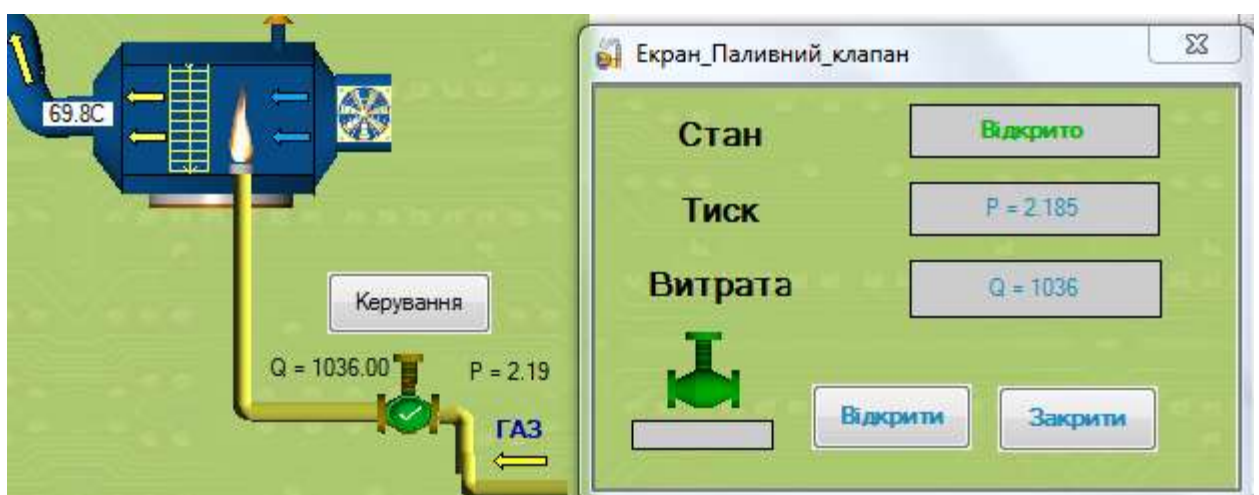 69.8C
Керування
Q = 1036.00
P = 2.19
ГАЗ
Екран_Паливний_клапан
Стан
Відкрито
Тиск
P = 2.185
Витрата
Q = 1036
Відкрити
Закрити